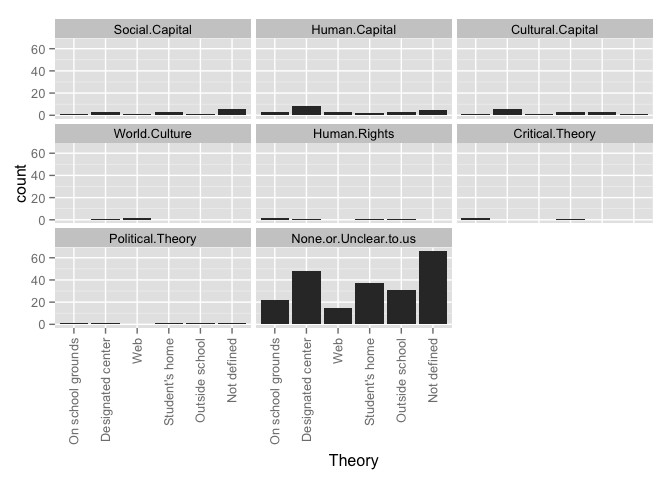 Social.Capital Human.Capital Cultural.Capital
60
40
20
0
World.Culture Human.Rights Critical.Theory
60
40
20
0
count
Political.Theory None.or.Unclear.to.us
60
40
20
0
On school grounds
Designated center
Web
Student's home
Outside school
Not defined
On school grounds
Designated center
Web
Student's home
Outside school
Not defined
Theory